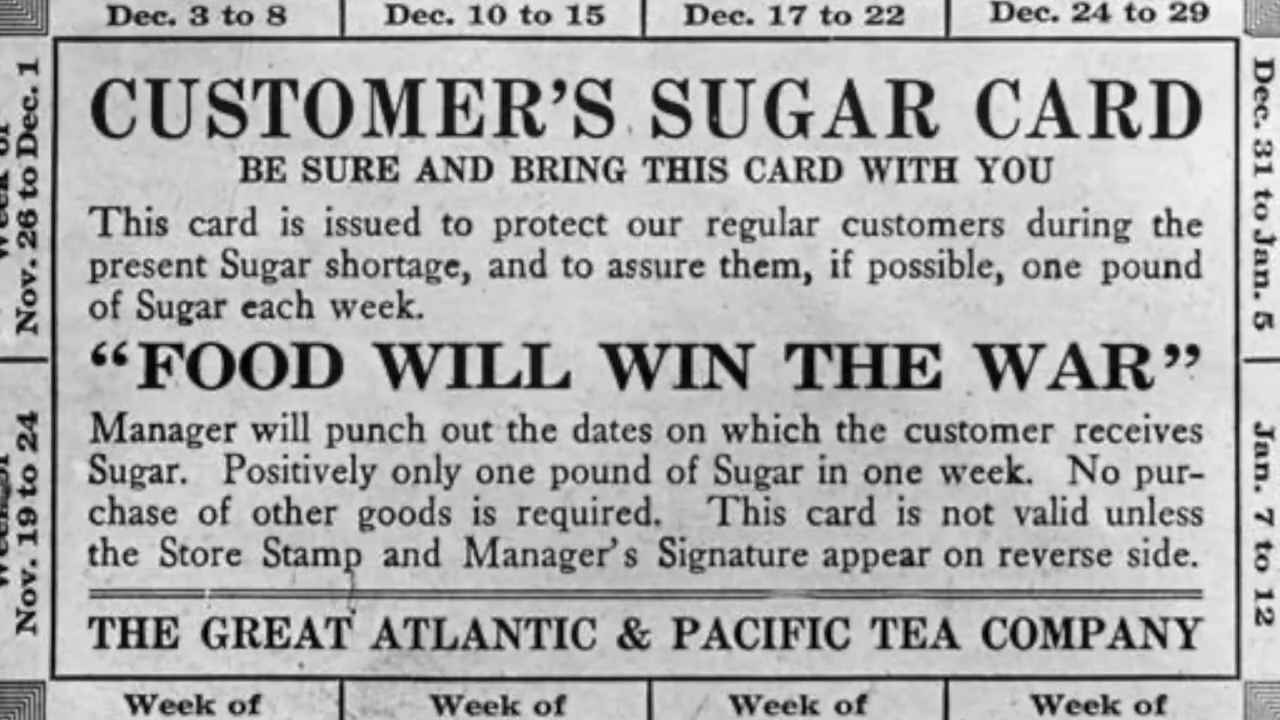 Dec. 3 to 8
Dec. 10 to 15
Dec. 17 to 22
Dec. 24 to 29
Week of
Nov. 26 to Dec. 1
Dec. 31 to Jan. 5
CUSTOMER'S SUGAR CARD
BE SURE AND BRING THIS CARD WITH YOU
This card is issued to protect our regular customers during the
present Sugar shortage, and to assure them, if possible, one pound
of Sugar each week.
"FOOD WILL WIN THE WAR"
Manager will punch out the dates on which the customer receives
Sugar. Positively only one pound of Sugar in one week. No pur-
chase of other goods is required. This card is not valid unless
the Store Stamp and Manager's Signature appear on reverse side.
THE GREAT ATLANTIC & PACIFIC TEA COMPANY
Week of
Nov. 19 to 24
Jan. 7 to 12
Week of
Week of
Week of
Week of